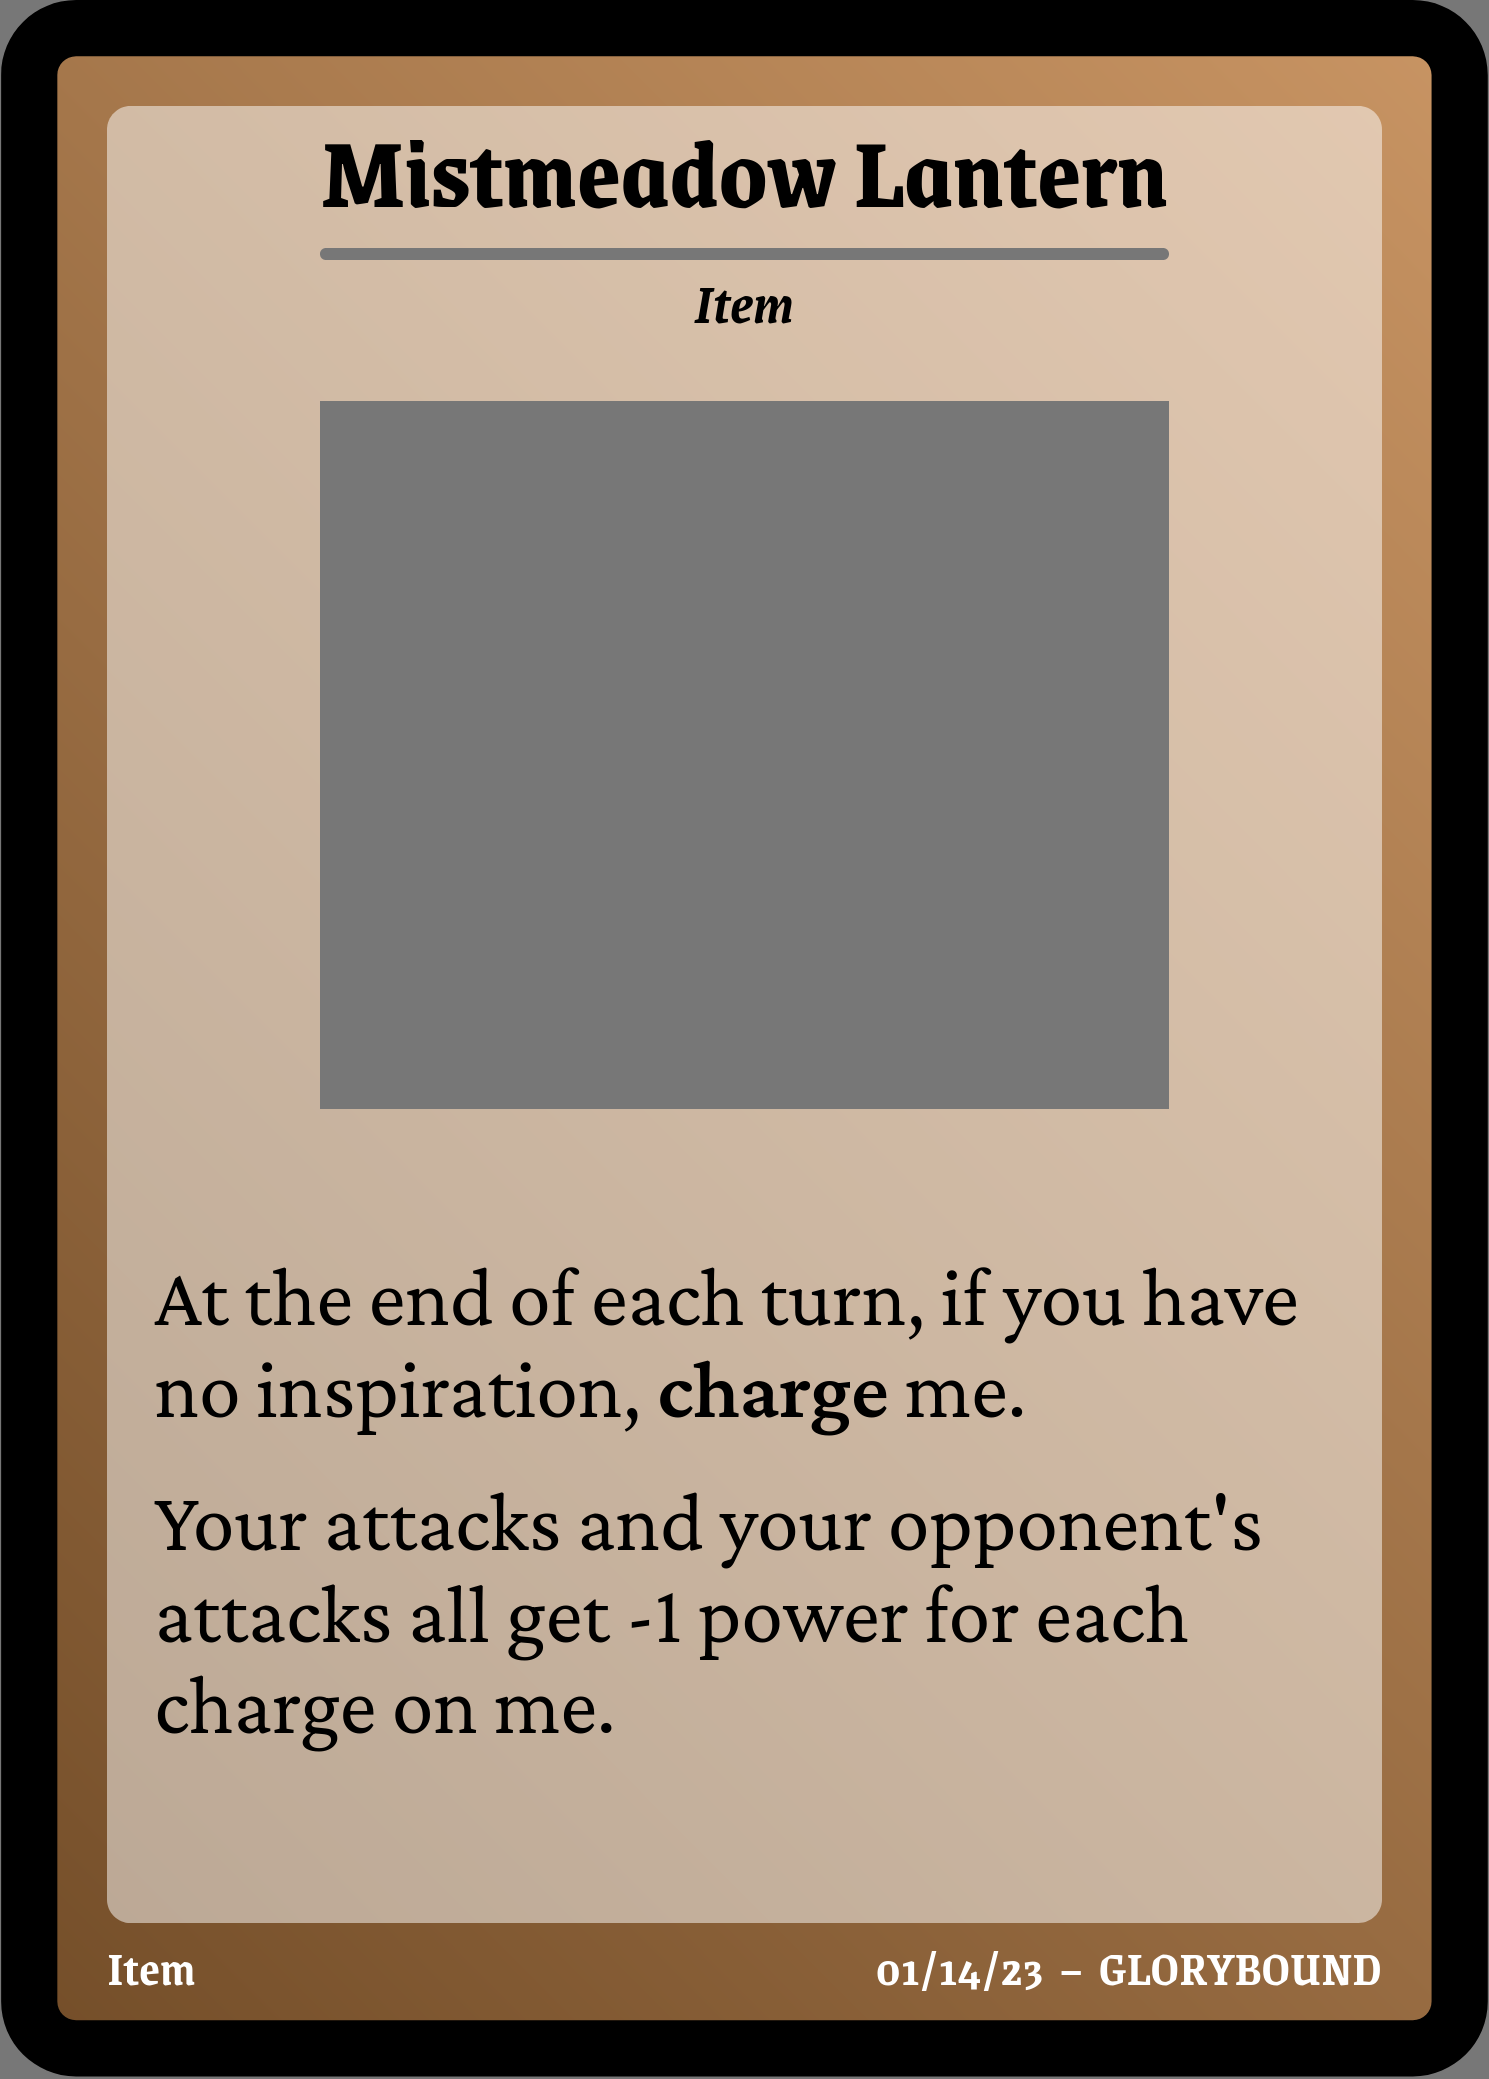 Mistmeadow Lantern
Item
At the end of each turn, if you have
no inspiration, charge me.
Your attacks and your opponent's
attacks all get -1 power for each
charge on me.
Item
01/14/23 – GLORYBOUND